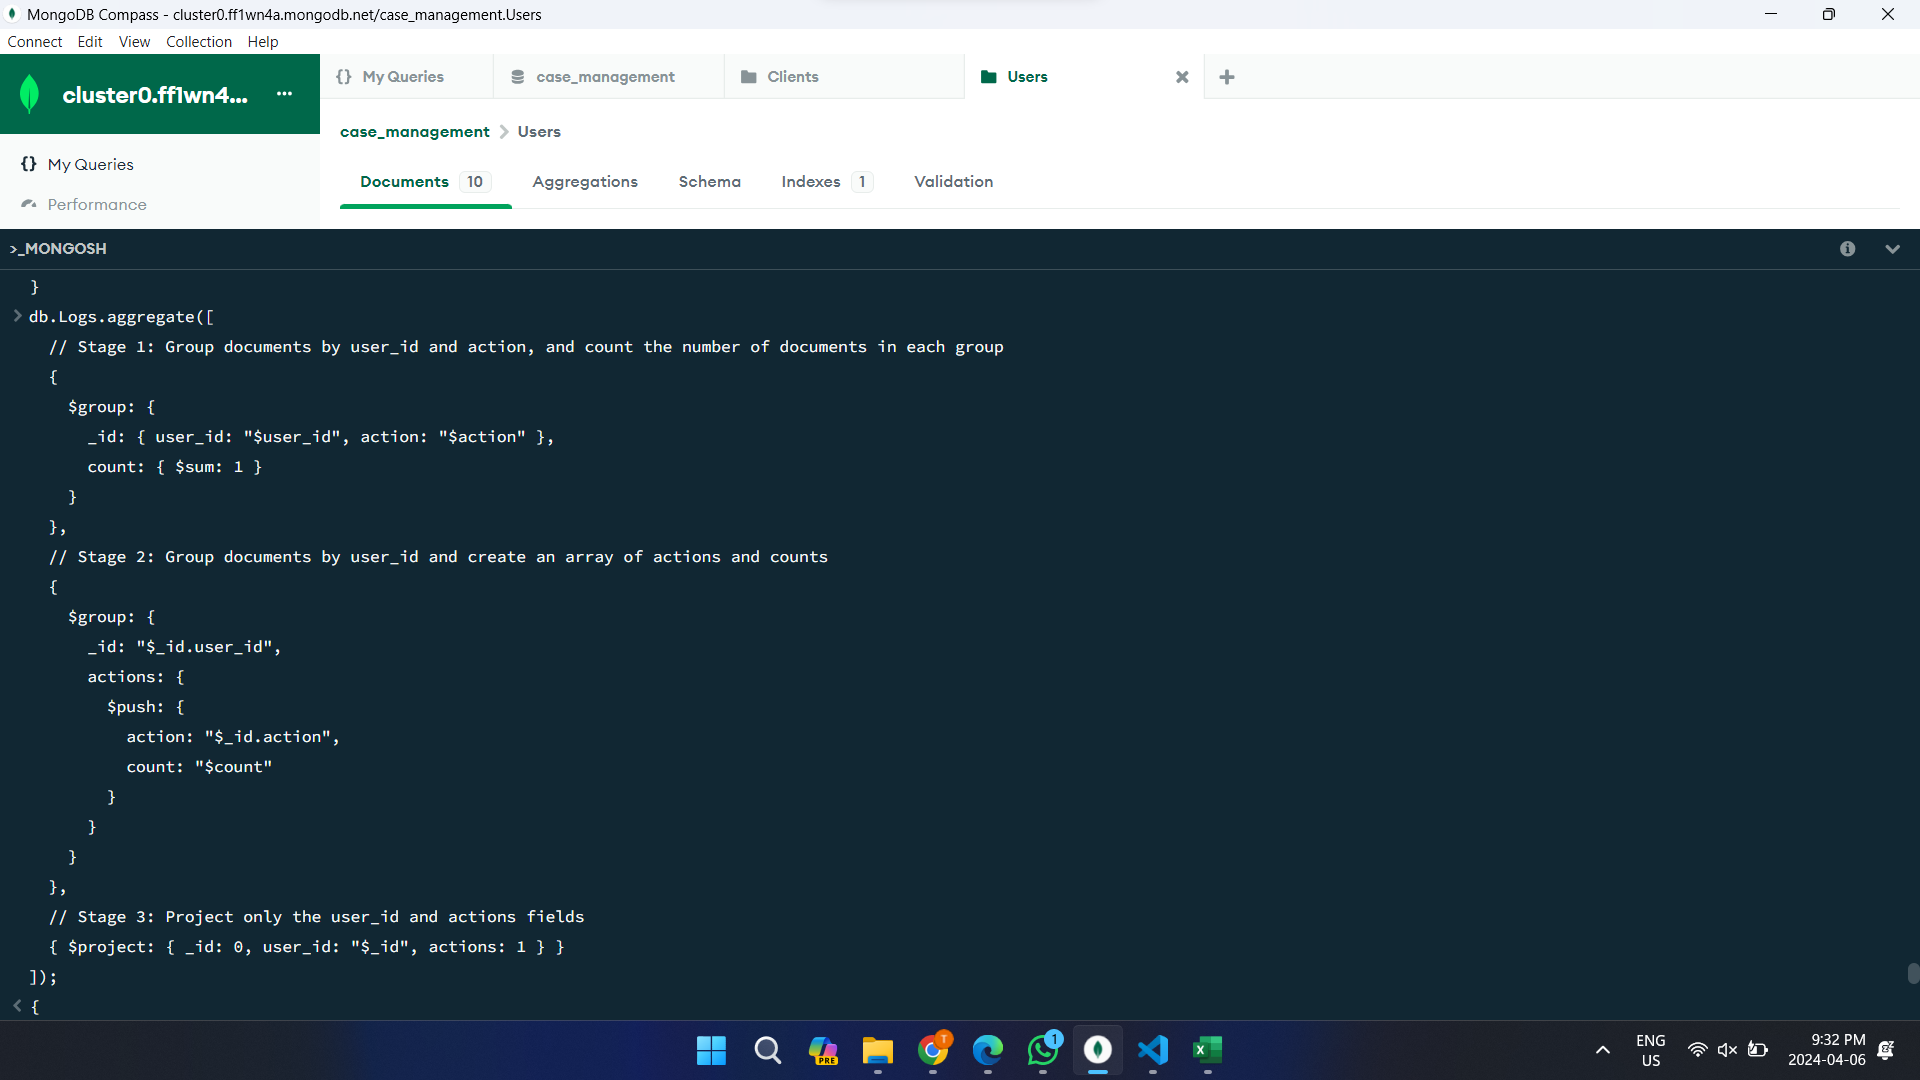 MongoDB Compass - cluster0.ff1wn4a.mongodb.net/case_management.Users
Connect Edit View Collection Help
cluster0.ff1wn4... ...
{} My Queries
case_management
Clients
Users
case_management > Users
{} My Queries
Performance
Documents 10
Aggregations
Schema
Indexes 1
Validation
>_MONGOSH
}
> db.Logs.aggregate([
// Stage 1: Group documents by user_id and action, and count the number of documents in each group
{
$group: {
_id: { user_id: "$user_id", action: "$action" },
count: { $sum: 1 }
}
},
// Stage 2: Group documents by user_id and create an array of actions and counts
{
$group: {
_id: "$_id.user_id",
actions: {
$push: {
action: "$_id.action",
count: "$count"
}
}
}
},
// Stage 3: Project only the user_id and actions fields
{ $project: { _id: 0, user_id: "$_id", actions: 1 } }
]);
< {
PRE
T
1
ENG
US
9:32 PM
2024-04-06